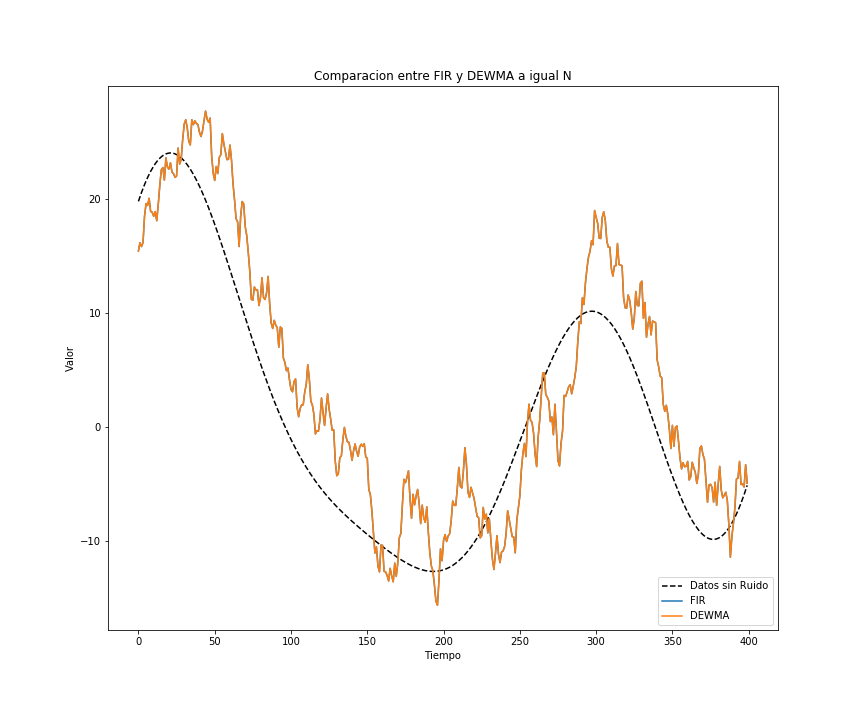 Comparacion entre FIR y DEWMA a igual N
Valor
20
10
0
−10
0 50 100 150 200 250 300 350 400
Tiempo
Datos sin Ruido
FIR
DEWMA